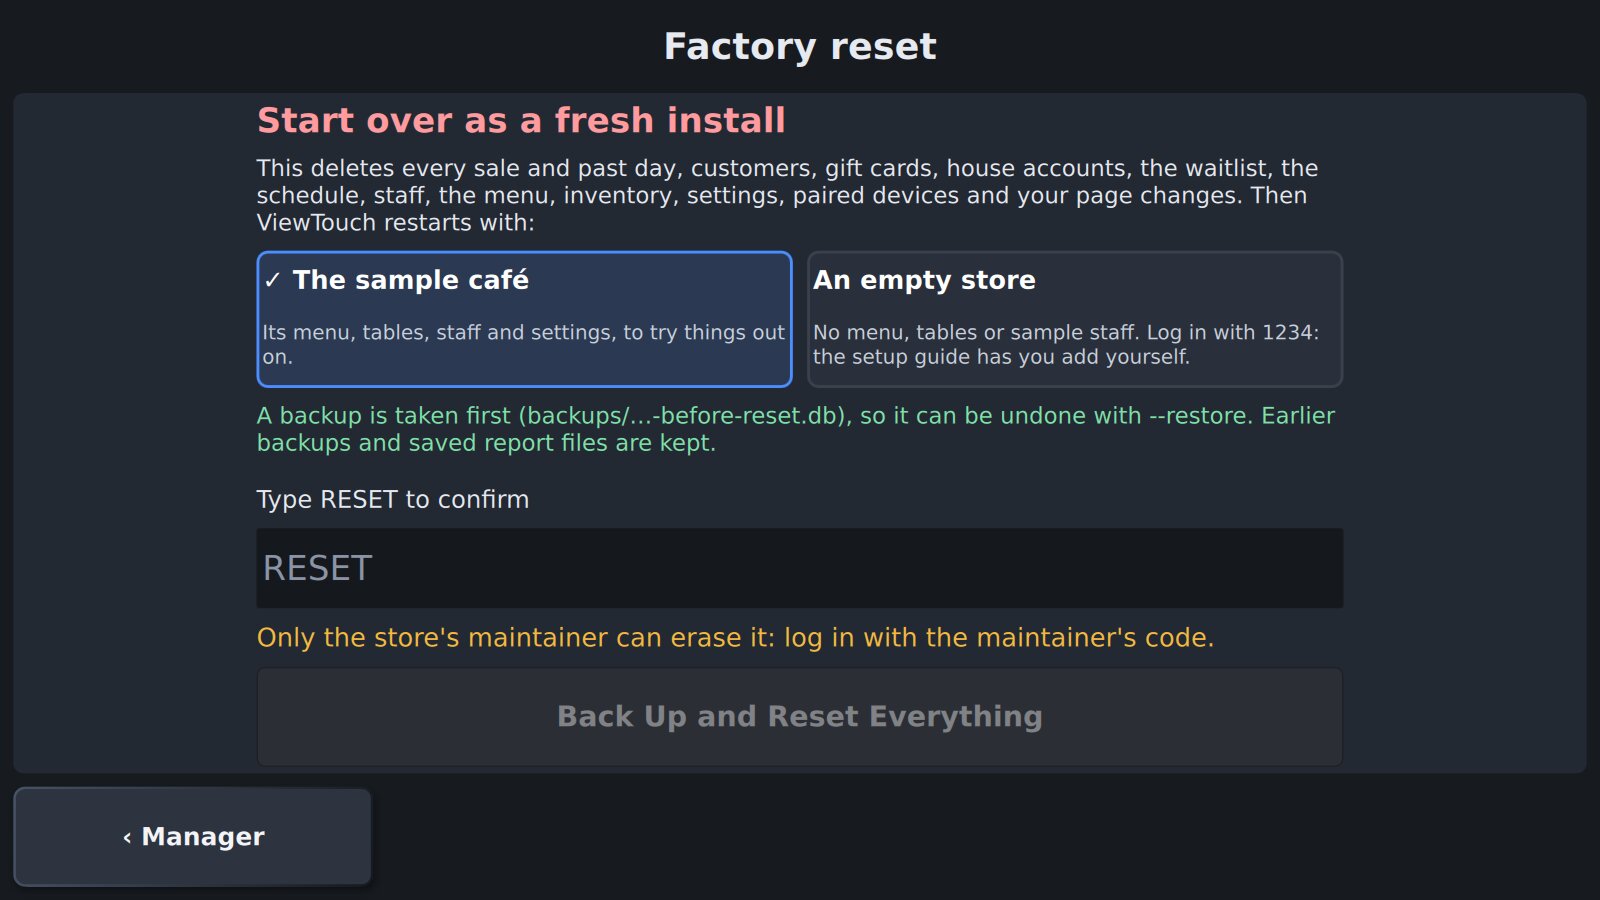 Factory reset
Start over as a fresh install
This deletes every sale and past day, customers, gift cards, house accounts, the waitlist, the
schedule, staff, the menu, inventory, settings, paired devices and your page changes. Then
ViewTouch restarts with:
✓ The sample café
Its menu, tables, staff and settings, to try things out
on.
An empty store
No menu, tables or sample staff. Log in with 1234:
the setup guide has you add yourself.
A backup is taken first (backups/...-before-reset.db), so it can be undone with --restore. Earlier
backups and saved report files are kept.
Type RESET to confirm
RESET
Only the store's maintainer can erase it: log in with the maintainer's code.
Back Up and Reset Everything
‹ Manager